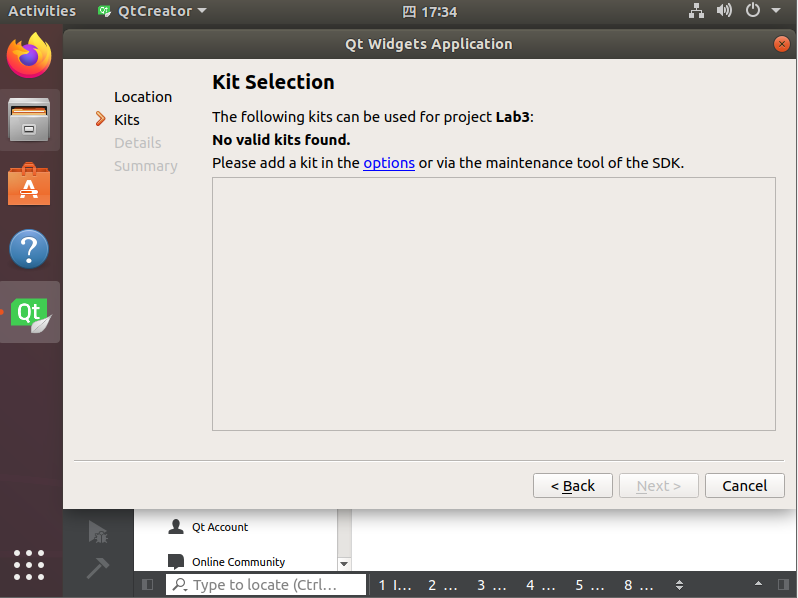 Activities QtCreator 四 17:34
Qt Widgets Application
Location
Kits
Details
Summary
Kit Selection
The following kits can be used for project Lab3:
No valid kits found.
Please add a kit in the options or via the maintenance tool of the SDK.
< Back Next > Cancel
Qt
Qt Account
Online Community
Type to locate (Ctrl... 1 I... 2 ... 3 ... 4 ... 5 ... 8 ...